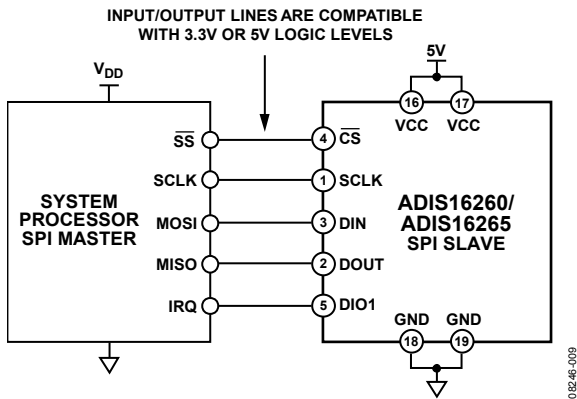 INPUT/OUTPUT LINES ARE COMPATIBLE
WITH 3.3V OR 5V LOGIC LEVELS
VDD
5V
16
17
VCC
VCC
SS
4
CS
SCLK
1
SCLK
SYSTEM
PROCESSOR
SPI MASTER
MOSI
3
DIN
ADIS16260/
ADIS16265
SPI SLAVE
MISO
2
DOUT
IRQ
5
DIO1
GND
GND
18
19
08246-009